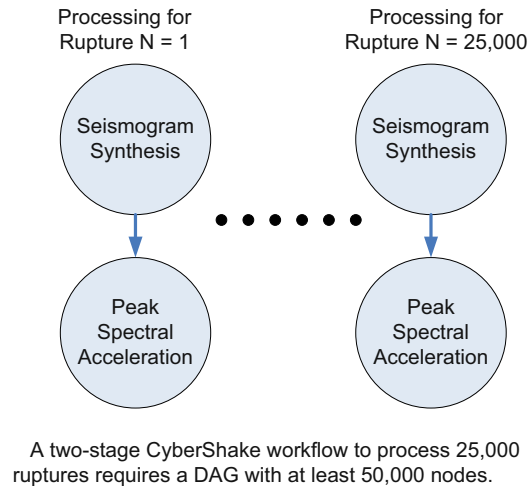 Processing for
Rupture N = 1
Processing for
Rupture N = 25,000
Seismogram
Synthesis
Seismogram
Synthesis
Peak
Spectral
Acceleration
Peak
Spectral
Acceleration
A two-stage CyberShake workflow to process 25,000
ruptures requires a DAG with at least 50,000 nodes.